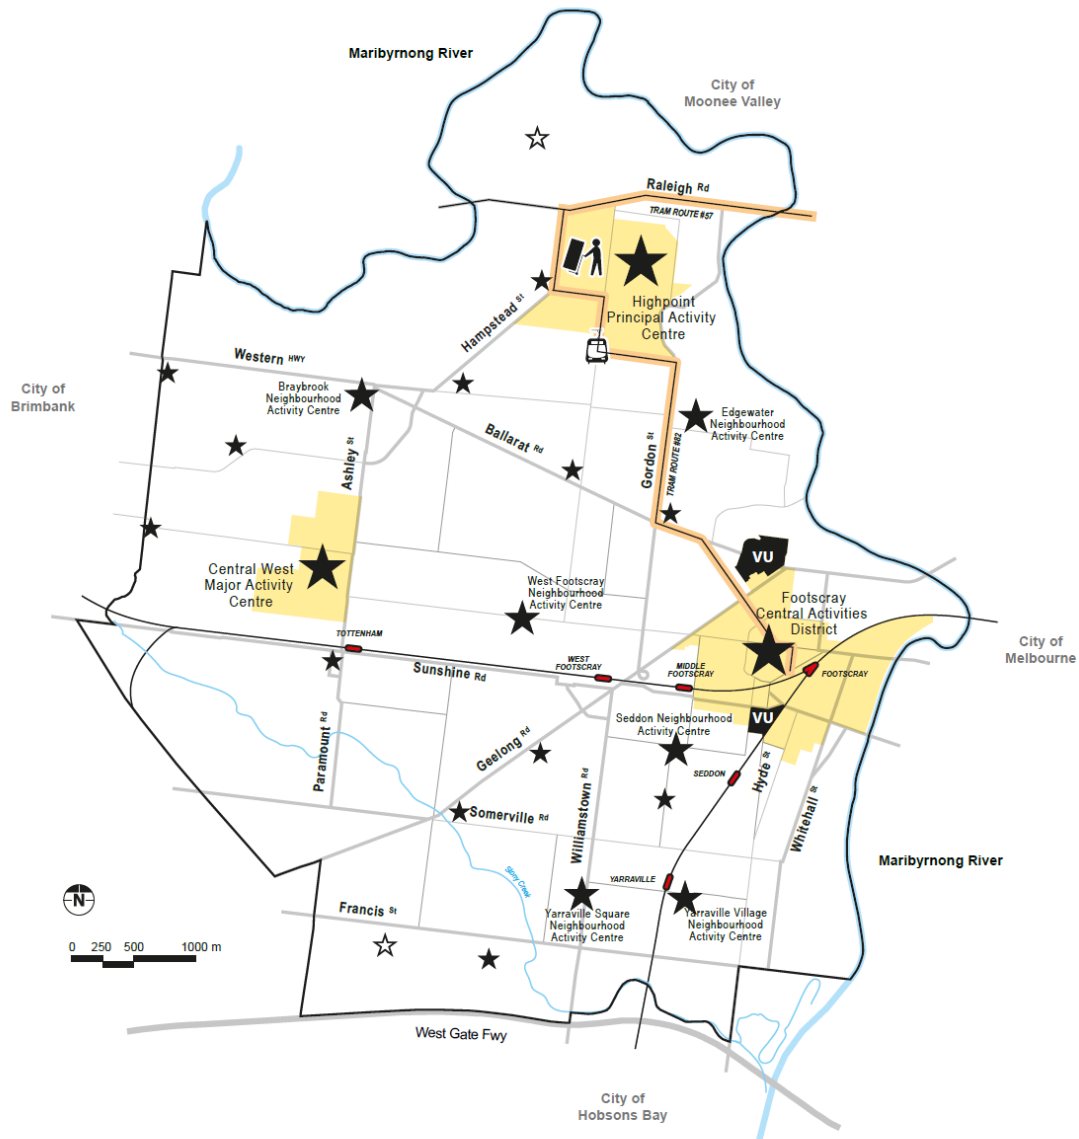 Maribyrnong River
City of
Moonee Valley
Raleigh Rd
TRAM ROUTE #57
Highpoint
Principal Activity
Centre
Hampstead St
Western HWY
City of
Brimbank
Braybrook
Neighbourhood
Activity Centre
Edgewater
Neighbourhood
Activity Centre
Ballarat Rd
Gordon St
TRAM ROUTE #82
Ashley St
VU
Central West
Major Activity
Centre
West Footscray
Neighbourhood
Activity Centre
Footscray
Central Activities
District
City of
Melbourne
TOTTENHAM
Sunshine Rd
WEST
FOOTSCRAY
MIDDLE
FOOTSCRAY
FOOTSCRAY
Seddon Neighbourhood
Activity Centre
VU
Paramount Rd
Geelong Rd
SEDDON
Hyde St
Williamstown Rd
Whitehall St
Somerville Rd
Maribyrnong River
Stony Creek
YARRAVILLE
N
Francis St
Yarraville Square
Neighbourhood
Activity Centre
Yarraville Village
Neighbourhood
Activity Centre
0 250 500 1000 m
West Gate Fwy
City of
Hobsons Bay